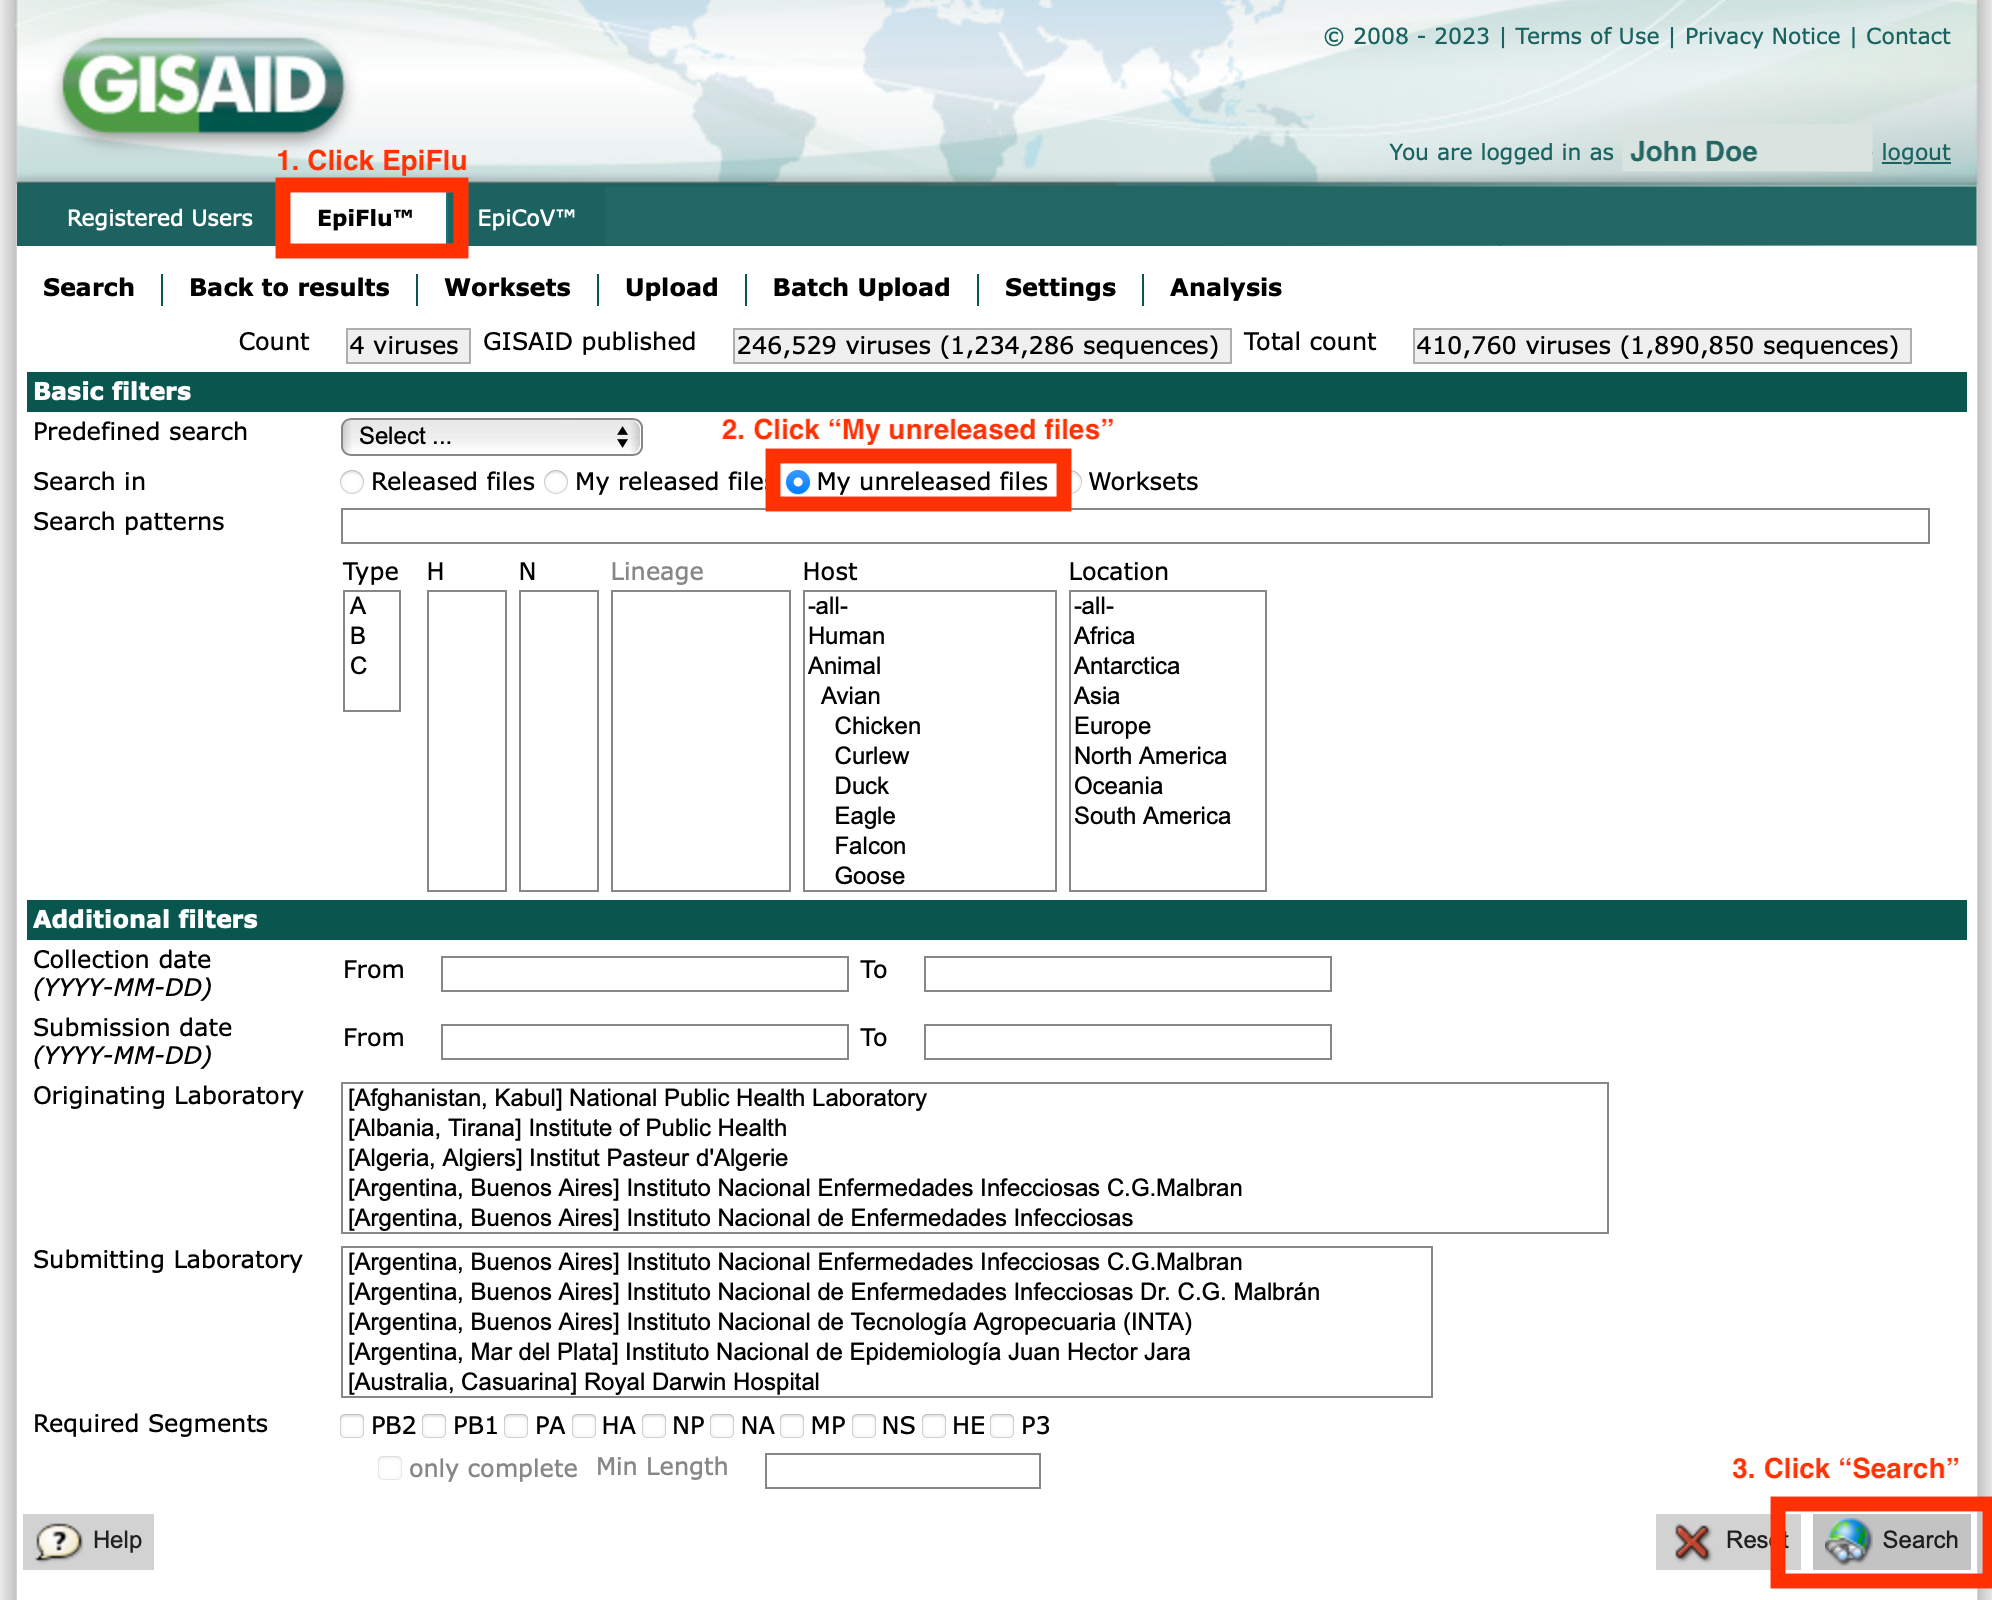 © 2008 - 2023 | Terms of Use | Privacy Notice | Contact
GISAID
1. Click EpiFlu
You are logged in as John Doe logout
Registered Users EpiFlu™ EpiCoV™
Search Back to results Worksets Upload Batch Upload Settings Analysis
Count 4 viruses GISAID published 246,529 viruses (1,234,286 sequences) Total count 410,760 viruses (1,890,850 sequences)
Basic filters
Predefined search Select ... 2. Click “My unreleased files”
Search in Released files My released files My unreleased files Worksets
Search patterns
Type H N Lineage Host Location
A
B
C
-all-
Human
Animal
Avian
Chicken
Curlew
Duck
Eagle
Falcon
Goose
-all-
Africa
Antarctica
Asia
Europe
North America
Oceania
South America
Additional filters
Collection date
(YYYY-MM-DD)
From To
Submission date
(YYYY-MM-DD)
From To
Originating Laboratory
[Afghanistan, Kabul] National Public Health Laboratory
[Albania, Tirana] Institute of Public Health
[Algeria, Algiers] Institut Pasteur d'Algerie
[Argentina, Buenos Aires] Instituto Nacional Enfermedades Infecciosas C.G.Malbran
[Argentina, Buenos Aires] Instituto Nacional de Enfermedades Infecciosas
Submitting Laboratory
[Argentina, Buenos Aires] Instituto Nacional Enfermedades Infecciosas C.G.Malbran
[Argentina, Buenos Aires] Instituto Nacional de Enfermedades Infecciosas Dr. C.G. Malbrán
[Argentina, Buenos Aires] Instituto Nacional de Tecnología Agropecuaria (INTA)
[Argentina, Mar del Plata] Instituto Nacional de Epidemiología Juan Hector Jara
[Australia, Casuarina] Royal Darwin Hospital
Required Segments PB2 PB1 PA HA NP NA MP NS HE P3
only complete Min Length
3. Click “Search”
? Help Reset Search